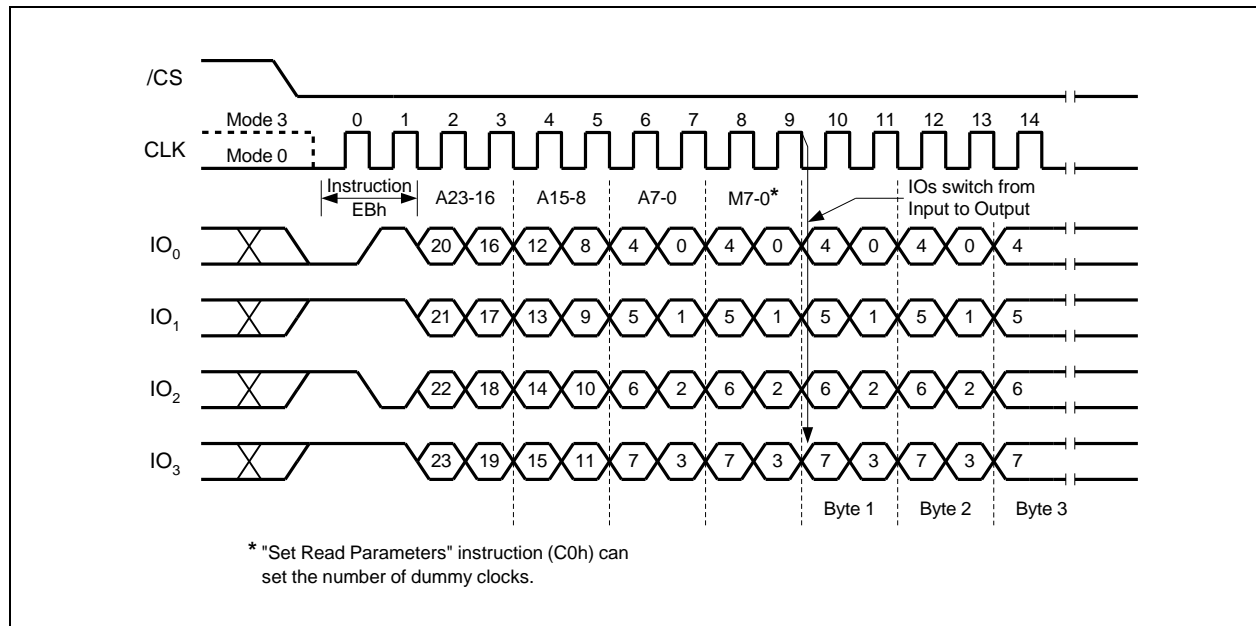 /CS
Mode 3 0 1 2 3 4 5 6 7 8 9 10 11 12 13 14
CLK
Mode 0
Instruction
EBh
A23-16 A15-8 A7-0 M7-0*
IOs switch from
Input to Output
IO0 20 16 12 8 4 0 4 0 4 0 4 0 4
IO1 21 17 13 9 5 1 5 1 5 1 5 1 5
IO2 22 18 14 10 6 2 6 2 6 2 6 2 6
IO3 23 19 15 11 7 3 7 3 7 3 7 3 7
Byte 1 Byte 2 Byte 3
* "Set Read Parameters" instruction (C0h) can
set the number of dummy clocks.